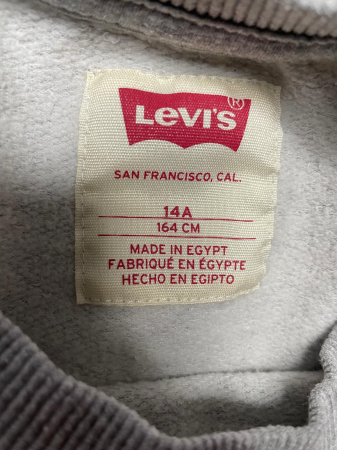 LEVI'S ®
SAN FRANCISCO, CAL.
14A
164 CM
MADE IN EGYPT
FABRIQUÉ EN ÉGYPTE
HECHO EN EGIPTO